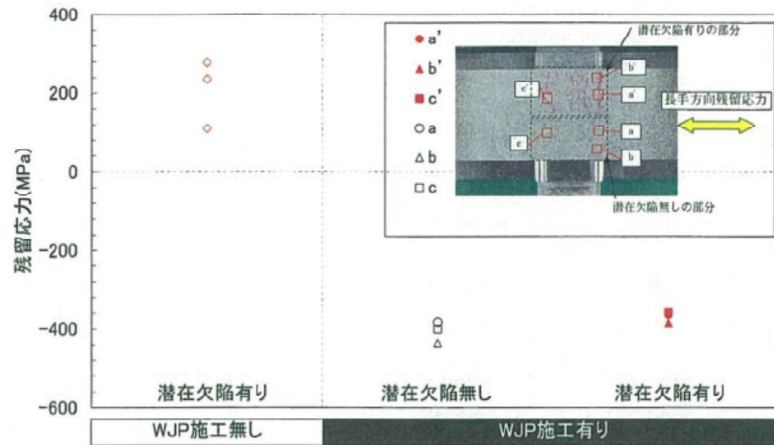 400
200
0
−200
−400
−600
残留応力(MPa)
a'
b'
c'
a
b
c
潜在欠陥有りの部分
b'
c'
a'
長手方向残留応力
a
c
b
潜在欠陥無しの部分
潜在欠陥有り
潜在欠陥無し
潜在欠陥有り
WJP施工無し
WJP施工有り